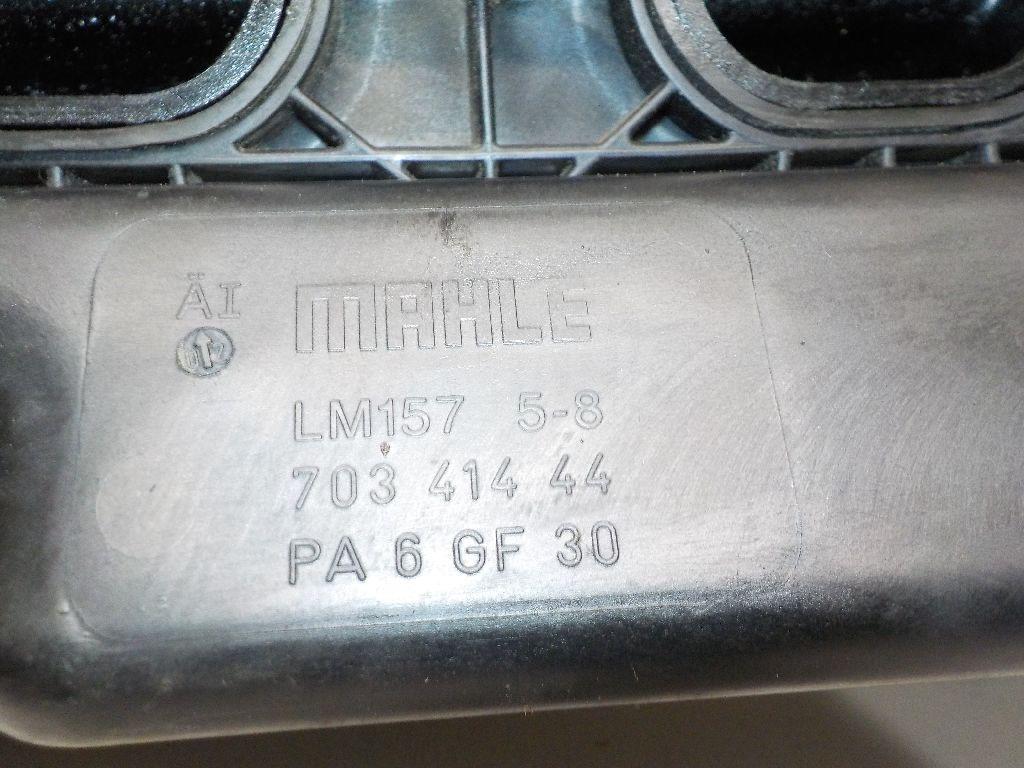 ÄI MAHLE
LM157 5-8
703 414 44
PA 6 GF 30